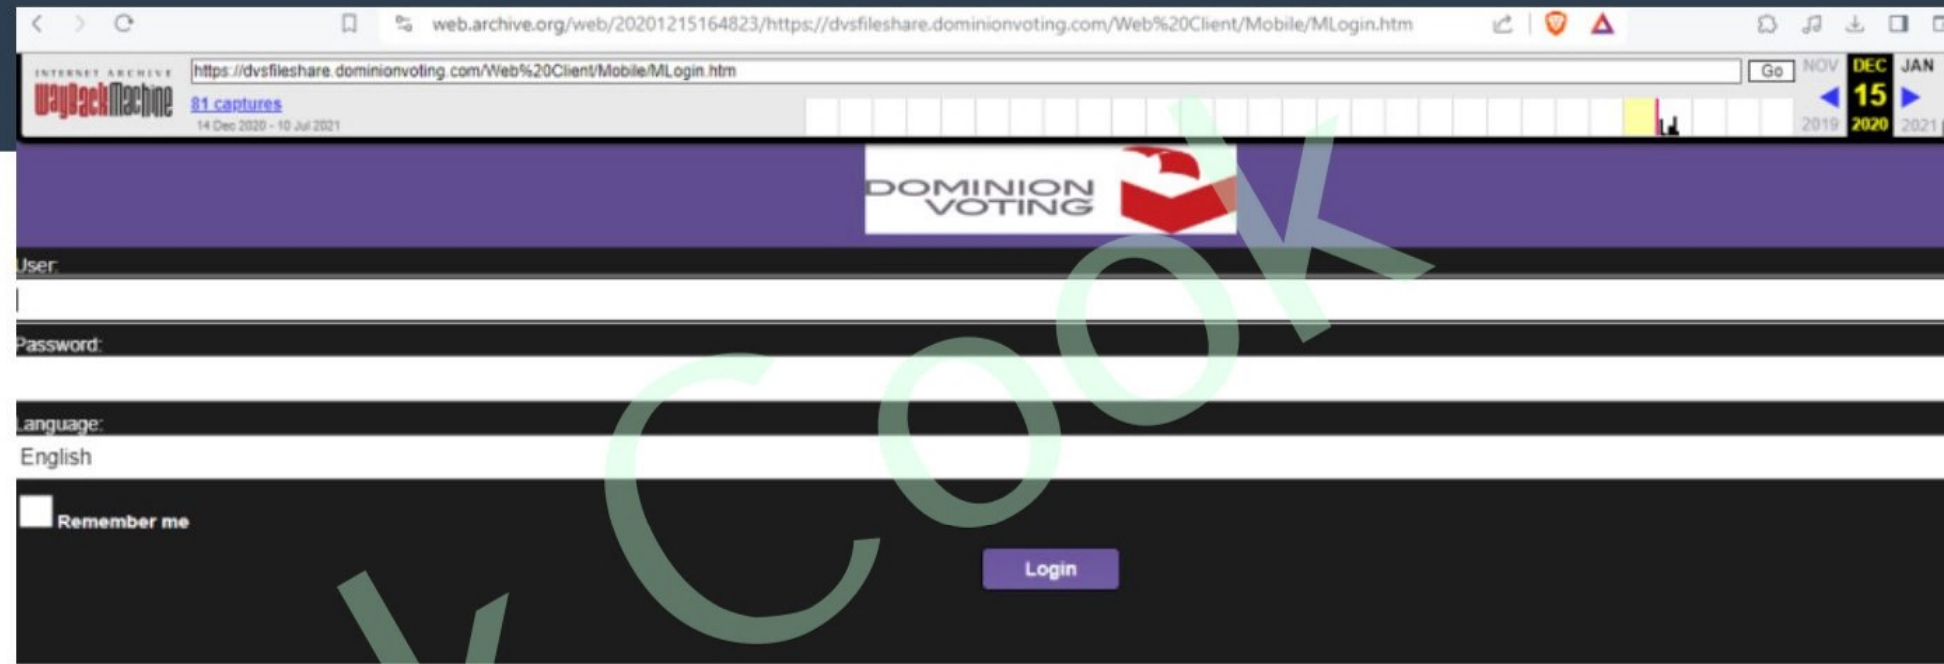 web.archive.org/web/20201215164823/https://dvsfileshare.dominionvoting.com/Web%20Client/Mobile/MLogin.htm
INTERNET ARCHIVE
WayBackMachine
https://dvsfileshare.dominionvoting.com/Web%20Client/Mobile/MLogin.htm
Go
NOV DEC JAN
81 captures
15
14 Dec 2020 - 10 Jul 2021
2019 2020 2021
DOMINION
VOTING
User:
Password:
Language:
English
Remember me
Login
k Cook